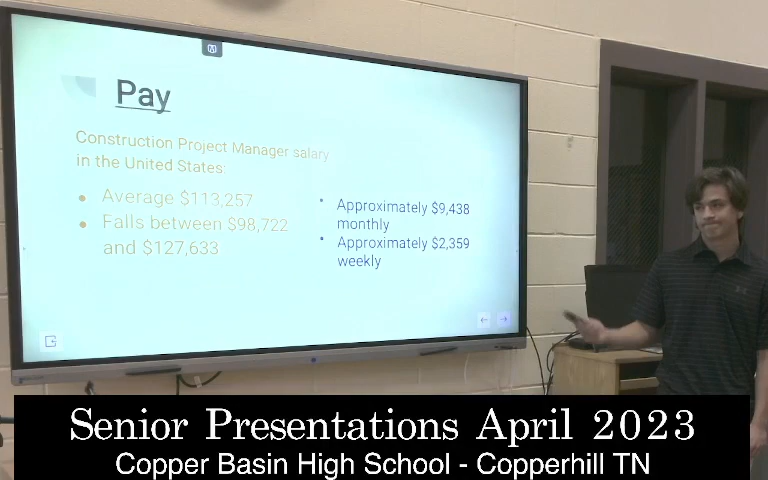 Pay
Construction Project Manager salary
in the United States:
• Average $113,257
• Falls between $98,722
and $127,633
• Approximately $9,438
monthly
• Approximately $2,359
weekly
Senior Presentations April 2023
Copper Basin High School - Copperhill TN